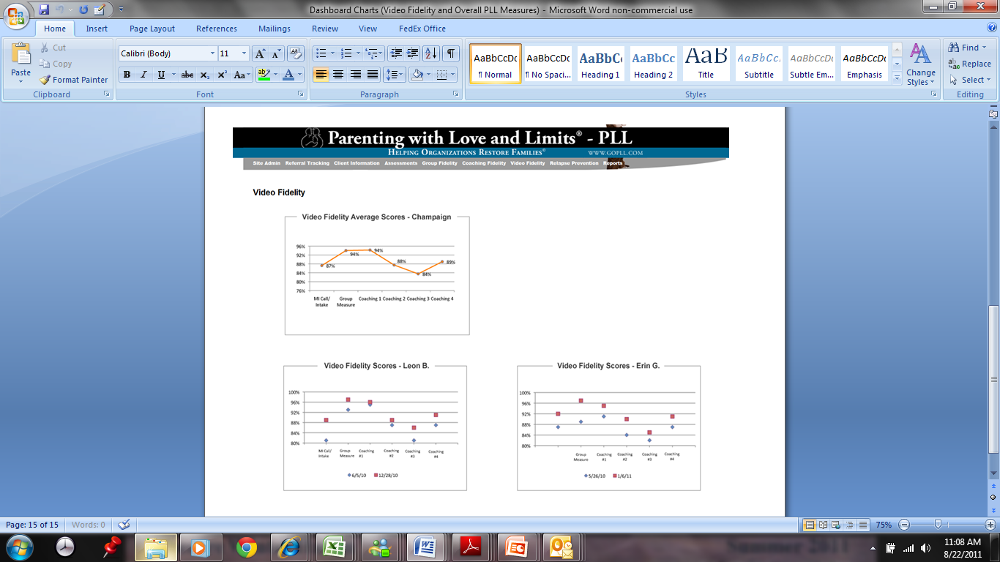 Dashboard Charts (Video Fidelity and Overall PLL Measures) - Microsoft Word non-commercial use
Home Insert Page Layout References Mailings Review View FedEx Office
Paste
Cut
Copy
Format Painter
Clipboard
Calibri (Body) 11
Font
Paragraph
AaBbCcDc AaBbCcDc AaBbC AaBbCc AaB AaBbCc. AaBbCcDc AaBbCcDc
¶ Normal ¶ No Spaci... Heading 1 Heading 2 Title Subtitle Subtle Em... Emphasis
Change Styles
Styles
Find
Replace
Select
Editing
Parenting with Love and Limits® - PLL
HELPING ORGANIZATIONS RESTORE FAMILIES® WWW.GOPLL.COM
Site Admin Referral Tracking Client Information Assessments Group Fidelity Coaching Fidelity Video Fidelity Relapse Prevention Reports
Video Fidelity
Video Fidelity Average Scores - Champaign
96%
92%
88%
84%
80%
76%
87% 94% 94% 88% 84% 89%
MI Call/ Group Coaching 1 Coaching 2 Coaching 3 Coaching 4
Intake Measure
Video Fidelity Scores - Leon B.
100%
96%
92%
88%
84%
80%
MI Call/ Group Coaching Coaching Coaching Coaching
Intake Measure #1 #2 #3 #4
6/5/10 12/28/10
Video Fidelity Scores - Erin G.
100%
96%
92%
88%
84%
80%
Group Coaching Coaching Coaching Coaching
Measure #1 #2 #3 #4
5/26/10 1/6/11
Page: 15 of 15 Words: 0 75%
11:08 AM
8/22/2011